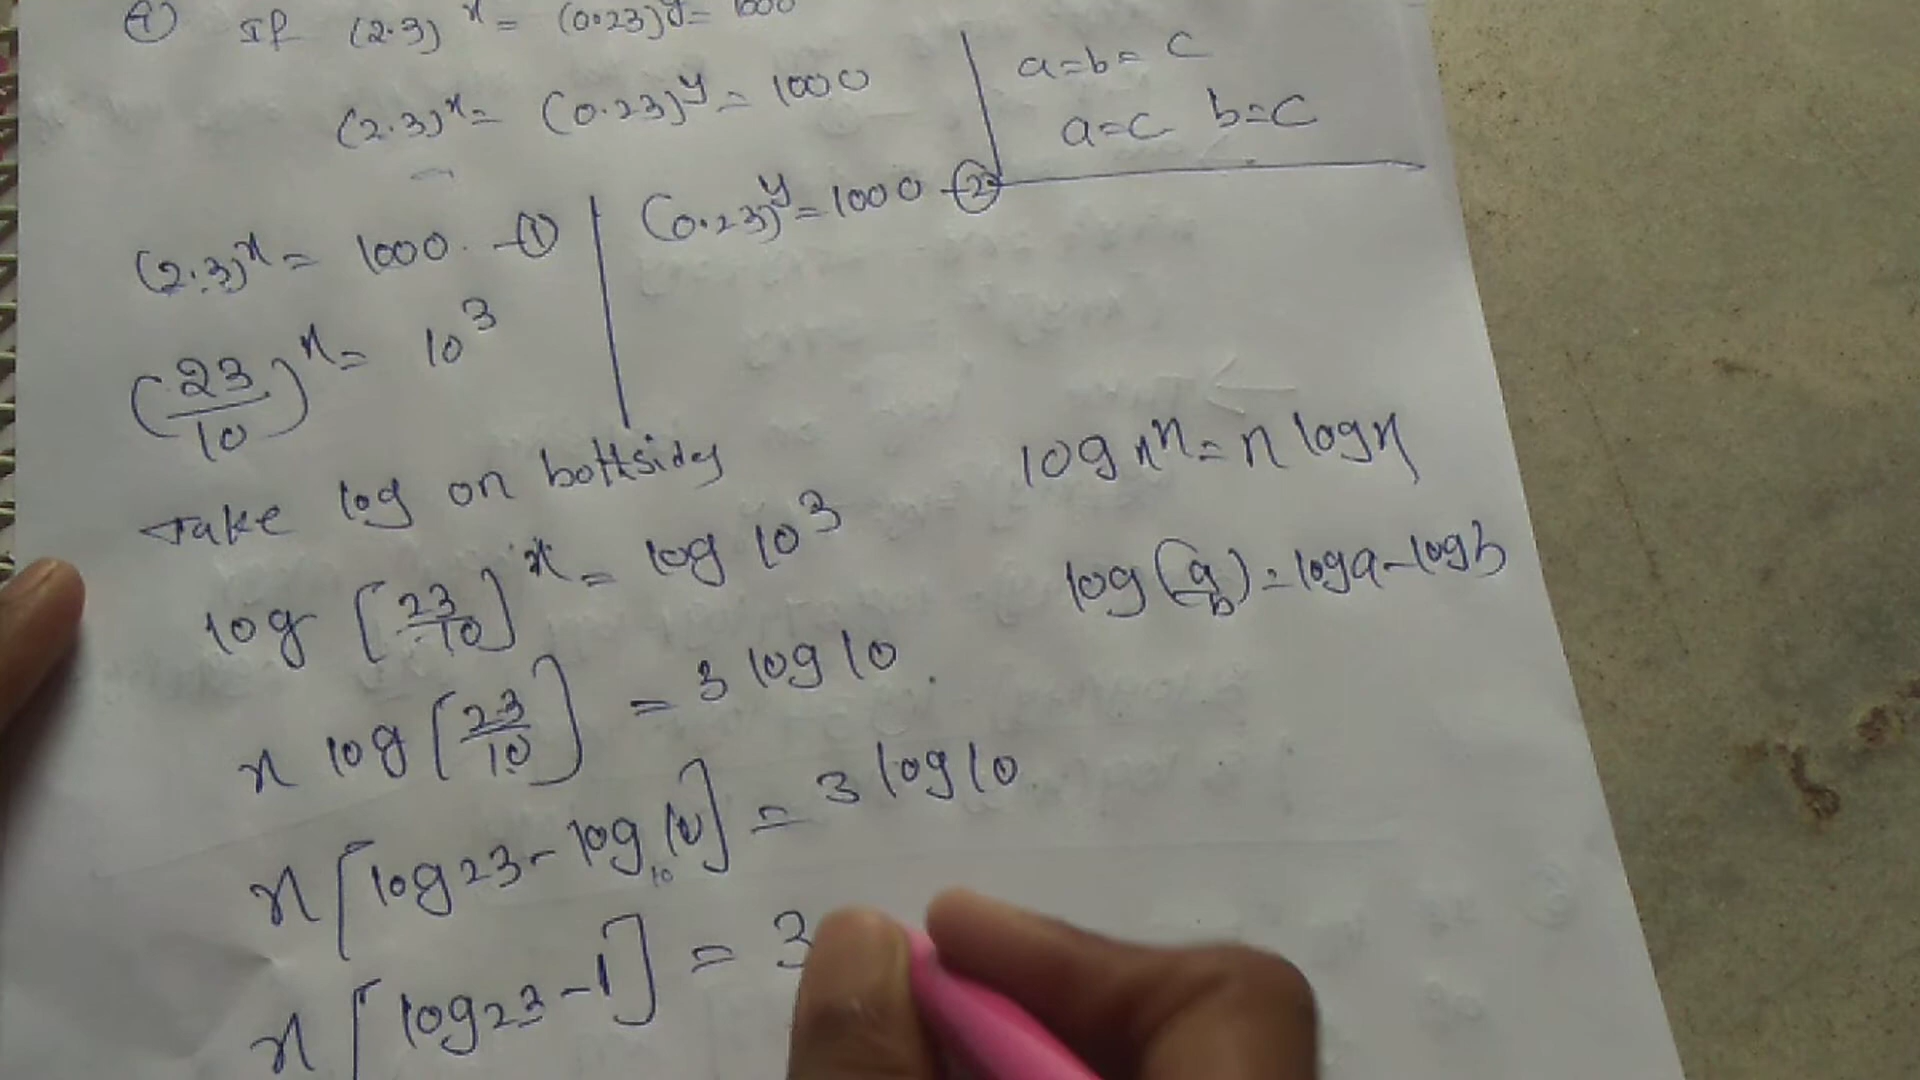 ④ If (2.3)^x = (0.23)^y = 1000
(2.3)^x = (0.23)^y = 1000
a=b=c
a=c b=c
(2.3)^x = 1000 - ①
(0.23)^y = 1000 - ②
(23/10)^x = 10^3
Take log on bothsides
log [23/10]^x = log 10^3
x log [23/10] = 3 log 10
x [log 23 - log₁₀ 10] = 3 log 10
x [log 23 - 1] = 3
log x^n = n log x
log (a/b) = log a - log b